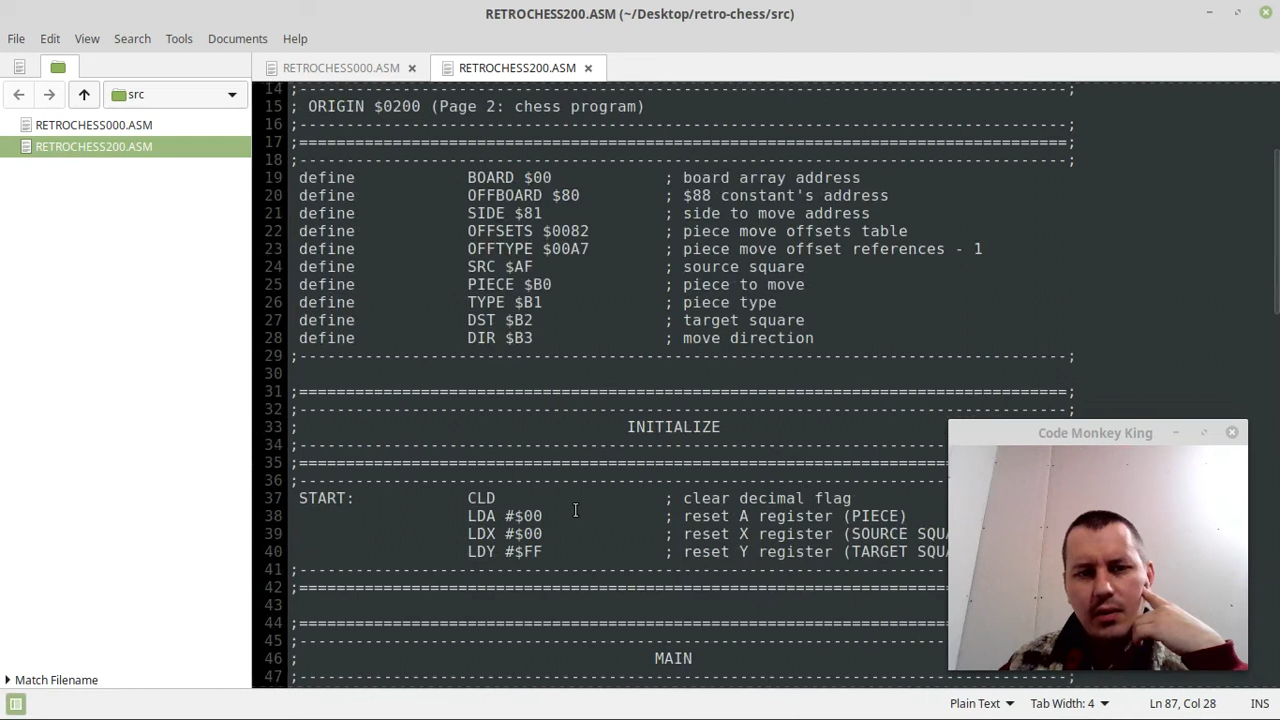 RETROCHESS200.ASM (~/Desktop/retro-chess/src)
File Edit View Search Tools Documents Help
RETROCHESS000.ASM
RETROCHESS200.ASM
src
RETROCHESS000.ASM
RETROCHESS200.ASM
14 ;----------------------------------------------------------------------------------;
15 ; ORIGIN $0200 (Page 2: chess program)
16 ;----------------------------------------------------------------------------------;
17 ;==================================================================================;
18 ;----------------------------------------------------------------------------------;
19 define BOARD $00 ; board array address
20 define OFFBOARD $80 ; $88 constant's address
21 define SIDE $81 ; side to move address
22 define OFFSETS $0082 ; piece move offsets table
23 define OFFTYPE $00A7 ; piece move offset references - 1
24 define SRC $AF ; source square
25 define PIECE $B0 ; piece to move
26 define TYPE $B1 ; piece type
27 define DST $B2 ; target square
28 define DIR $B3 ; move direction
29 ;----------------------------------------------------------------------------------;
30
31 ;==================================================================================;
32 ;----------------------------------------------------------------------------------;
33 ; INITIALIZE
34 ;----------------------------------------------------------------------
35 ;======================================================================
36 ;----------------------------------------------------------------------
37 START: CLD ; clear decimal flag
38 LDA #$00 ; reset A register (PIECE)
39 LDX #$00 ; reset X register (SOURCE SQUA
40 LDY #$FF ; reset Y register (TARGET SQUA
41 ;----------------------------------------------------------------------
42 ;======================================================================
43
44 ;======================================================================
45 ;----------------------------------------------------------------------
46 ; MAIN
47 ;----------------------------------------------------------------------
Code Monkey King
Match Filename
Plain Text Tab Width: 4 Ln 87, Col 28 INS